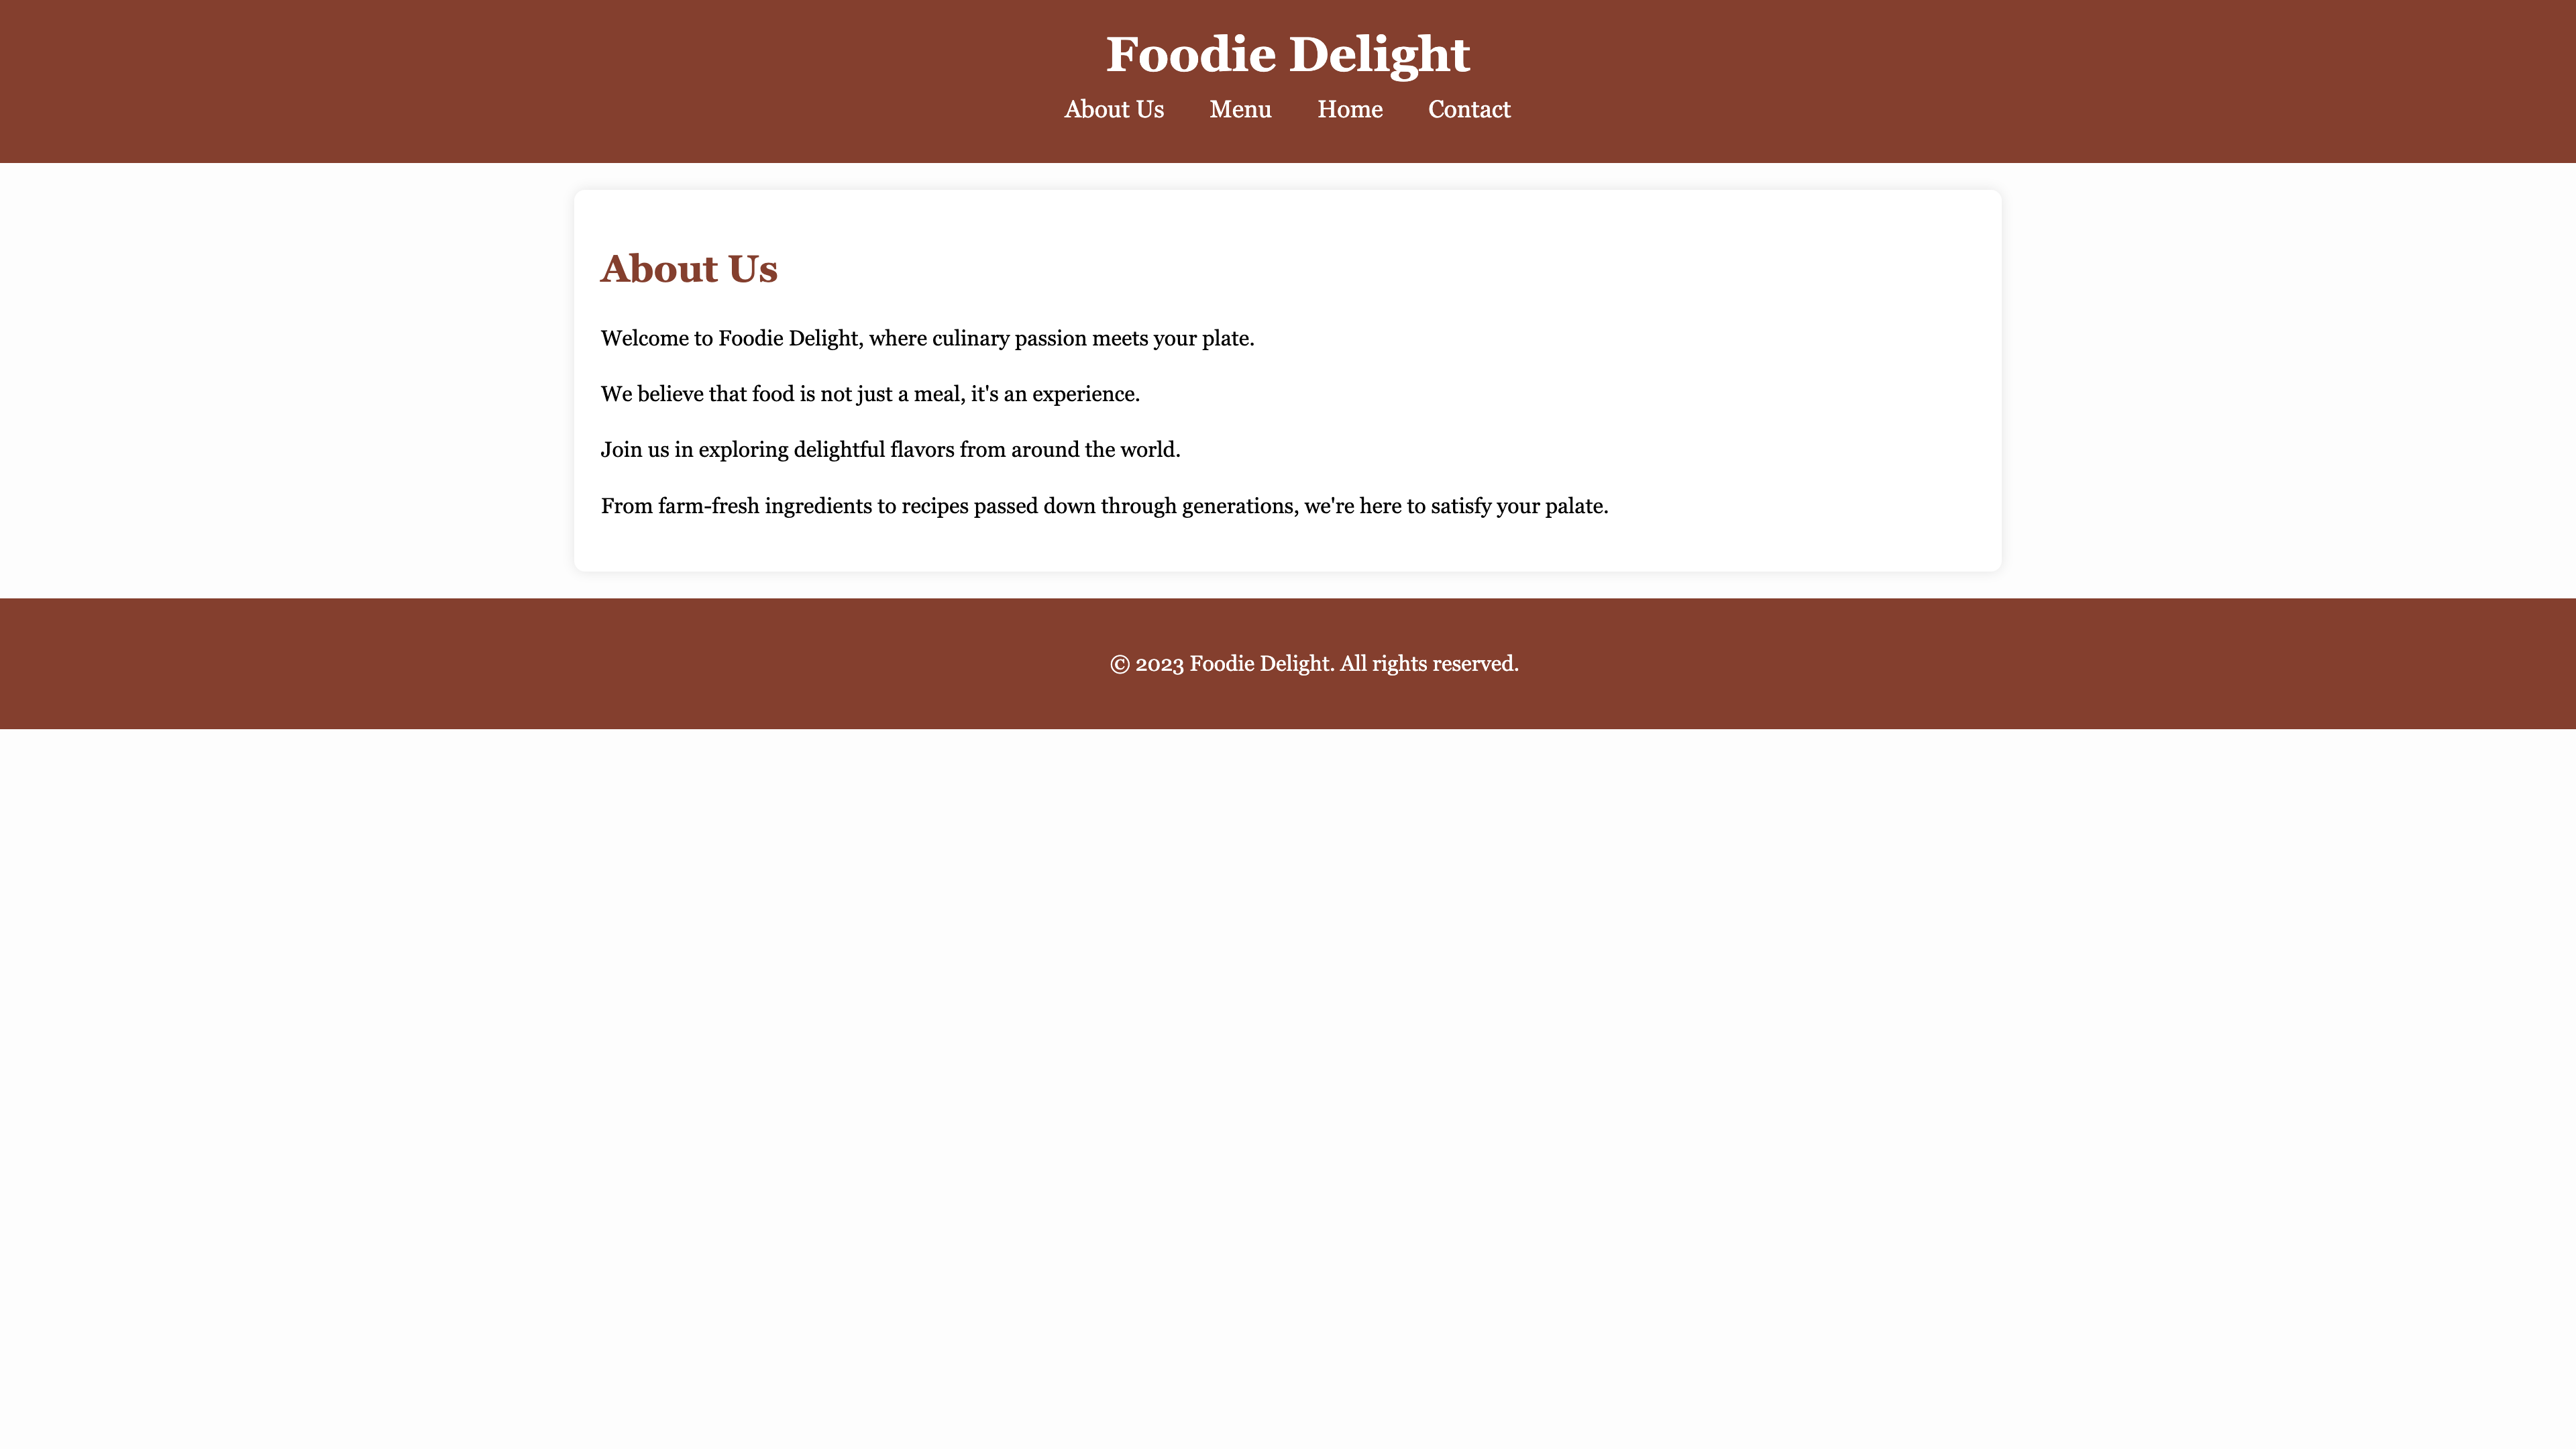 Foodie Delight
About Us Menu Home Contact
About Us
Welcome to Foodie Delight, where culinary passion meets your plate.
We believe that food is not just a meal, it's an experience.
Join us in exploring delightful flavors from around the world.
From farm-fresh ingredients to recipes passed down through generations, we're here to satisfy your palate.
© 2023 Foodie Delight. All rights reserved.